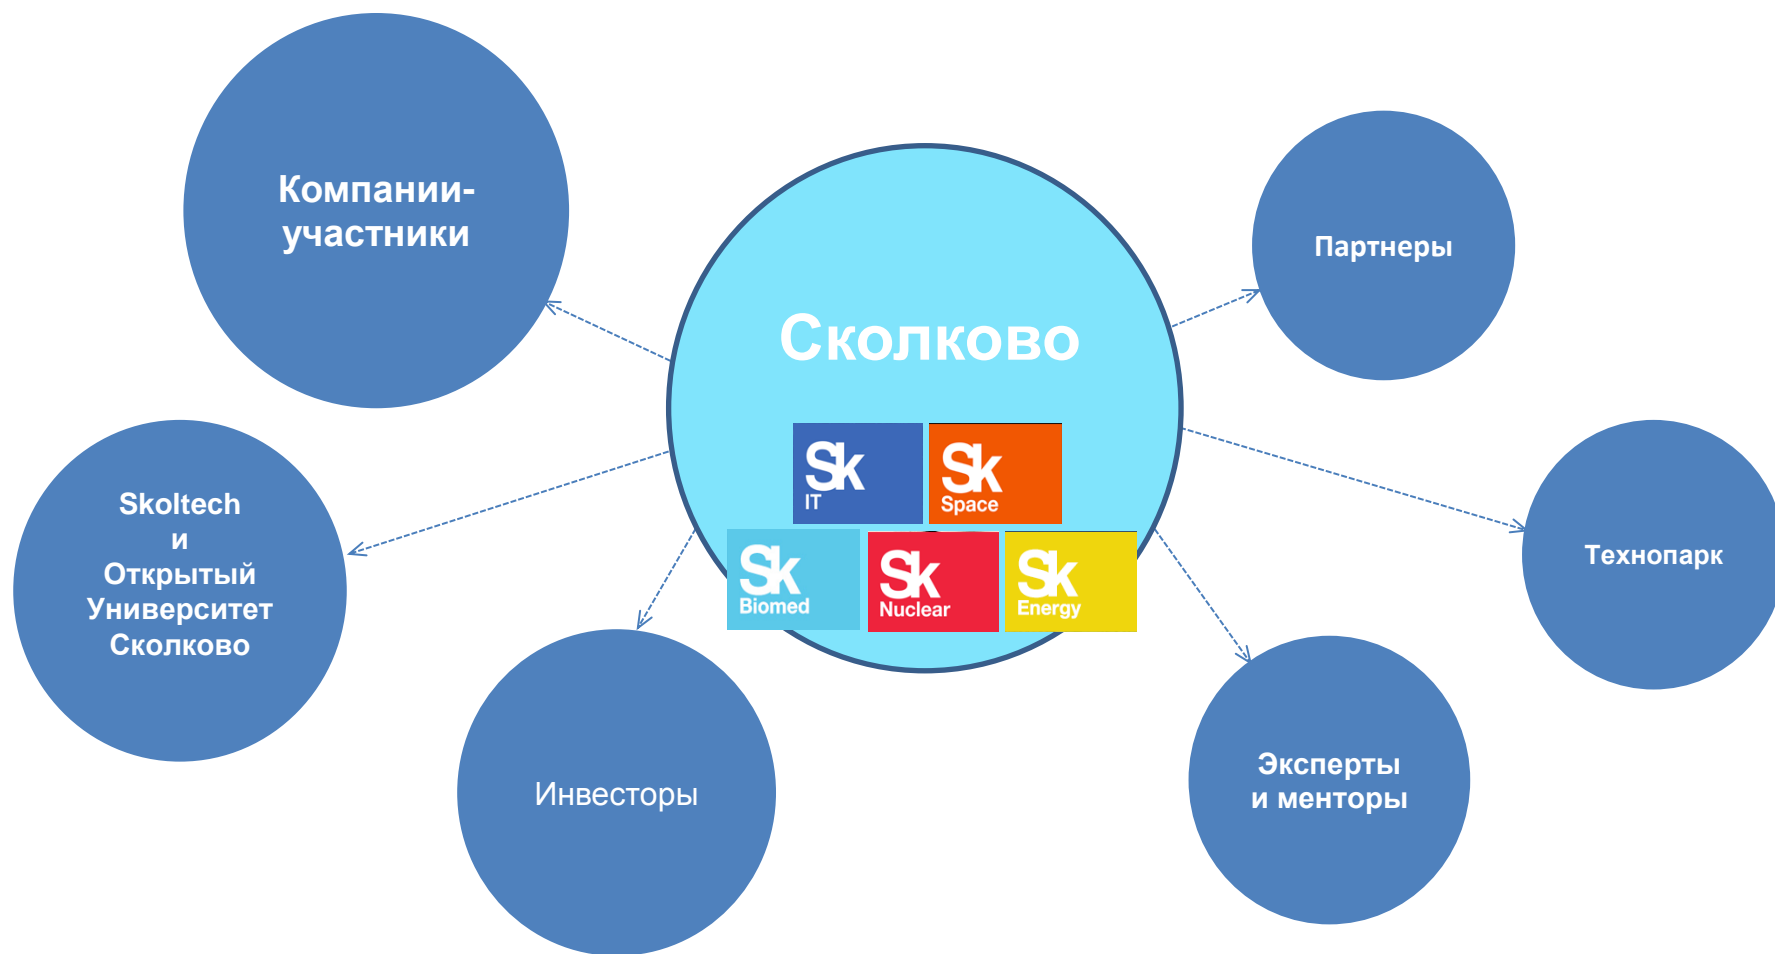 Компании-
участники
Партнеры
Сколково
Sk
IT
Sk
Space
Sk
Biomed
Sk
Nuclear
Sk
Energy
Skoltech
и
Открытый
Университет
Сколково
Технопарк
Инвесторы
Эксперты
и менторы